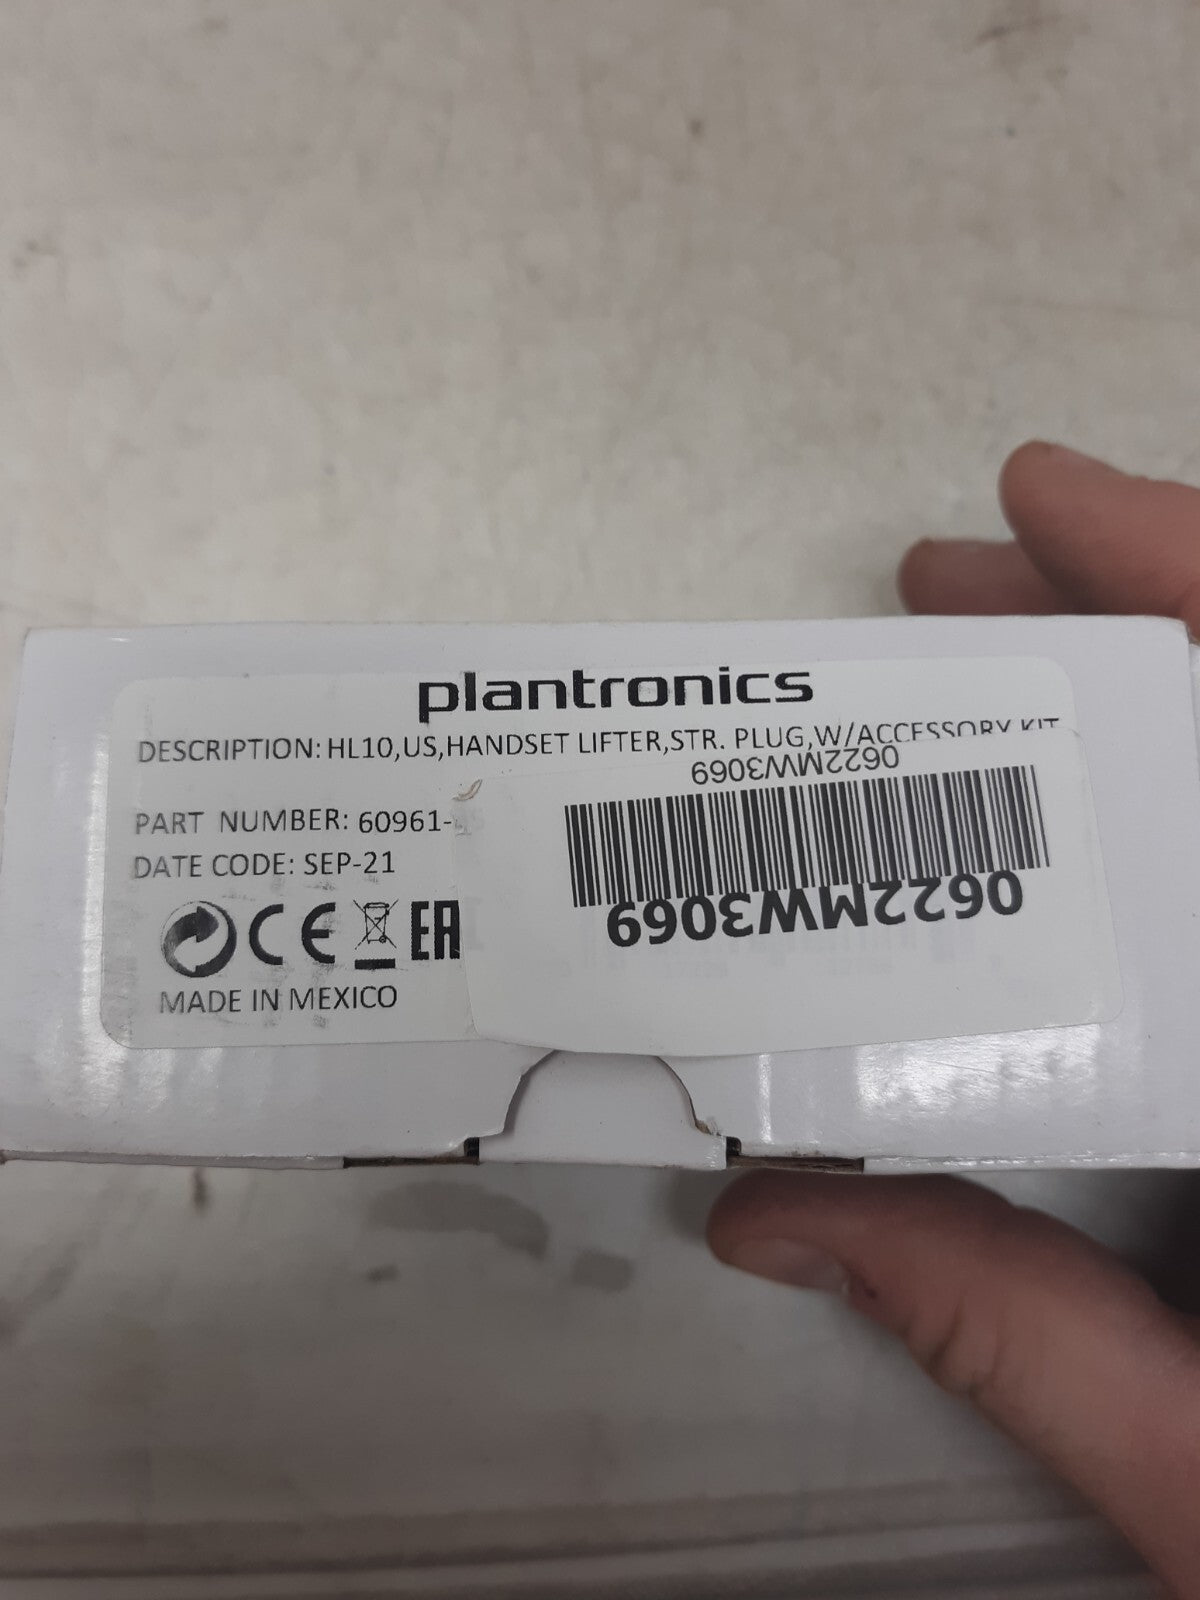 plantronics
DESCRIPTION: HL10,US,HANDSET LIFTER,STR. PLUG,W/ACCESSORY KIT
0622MW3069
PART NUMBER: 60961-
DATE CODE: SEP-21
0622MW3069
CE EAC
MADE IN MEXICO